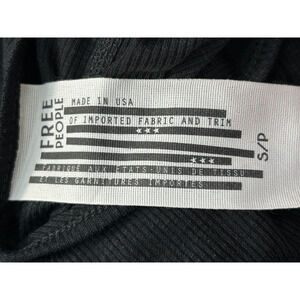 FREE
PEOPLE
MADE IN USA
OF IMPORTED FABRIC AND TRIM
S/P
FABRIQUÉ AUX ÉTATS-UNIS DE TISSU
ET LES GARNITURES IMPORTÉES